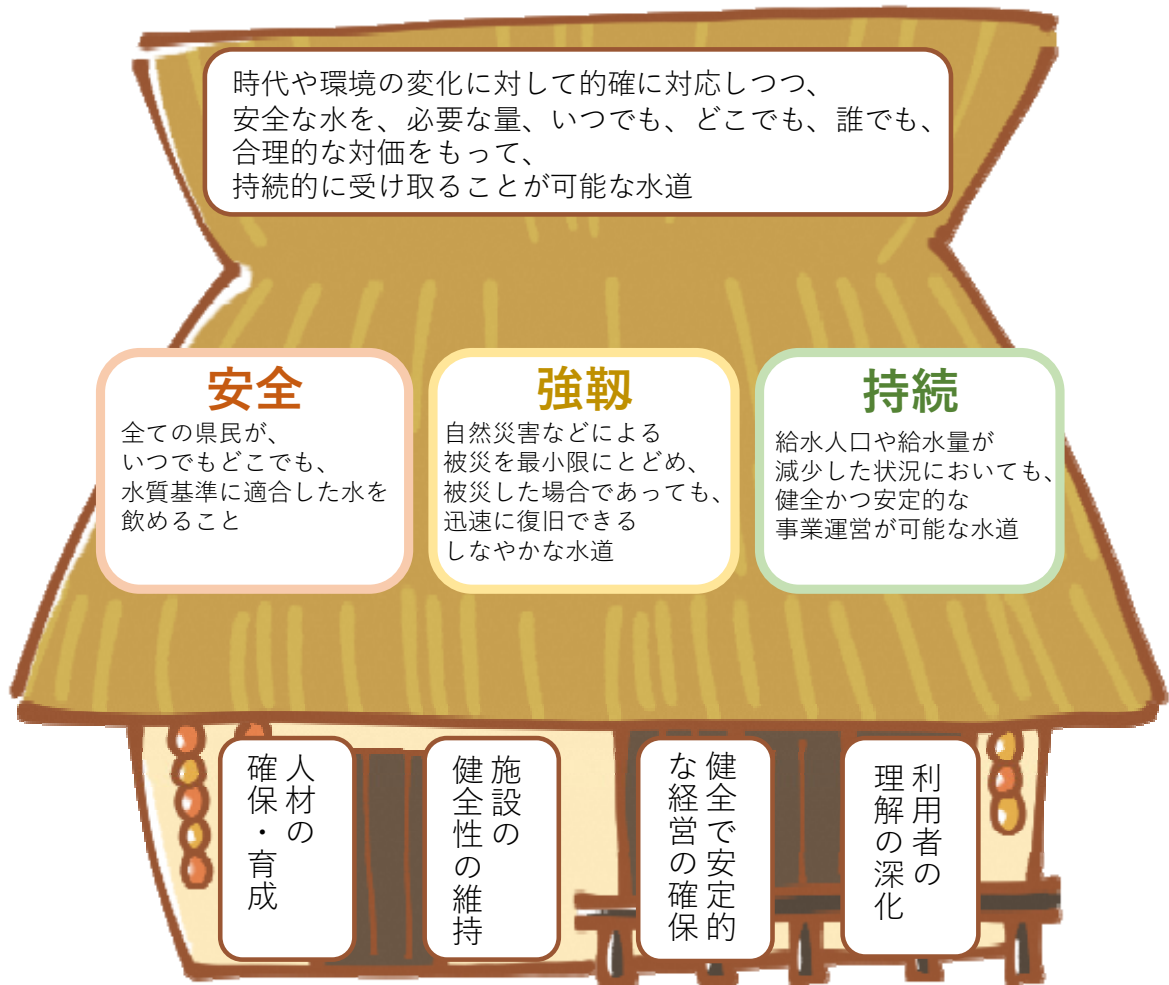 時代や環境の変化に対して的確に対応しつつ、
安全な水を、必要な量、いつでも、どこでも、誰でも、
合理的な対価をもって、
持続的に受け取ることが可能な水道
安全
全ての県民が、
いつでもどこでも、
水質基準に適合した水を
飲めること
強靱
自然災害などによる
被災を最小限にとどめ、
被災した場合であっても、
迅速に復旧できる
しなやかな水道
持続
給水人口や給水量が
減少した状況においても、
健全かつ安定的な
事業運営が可能な水道
人材の
確保・育成
施設の
健全性の維持
健全で安定的
な経営の確保
利用者の
理解の深化